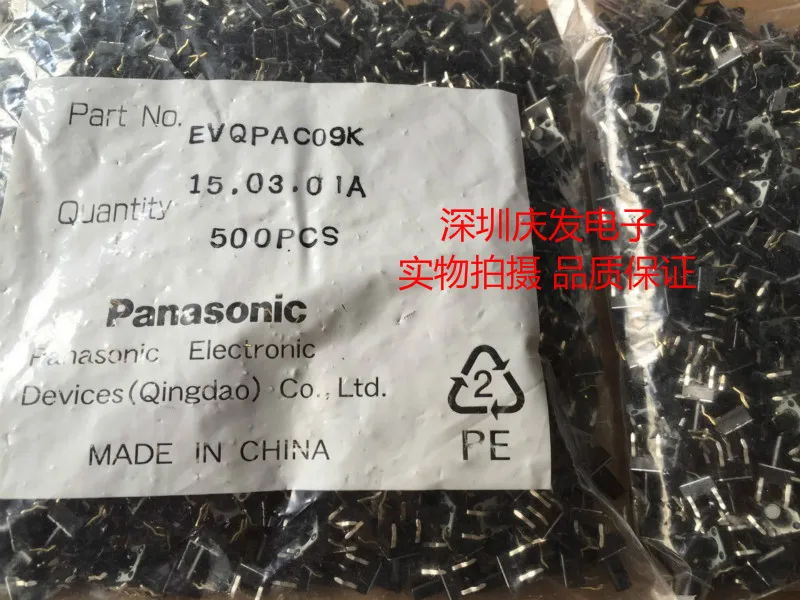 Part No.
EVQPAC09K
15.03.01A
Quantity
500PCS
Panasonic
Panasonic Electronic
Devices(Qingdao) Co., Ltd.
2
PE
MADE IN CHINA
深圳庆发电子
实物拍摄 品质保证